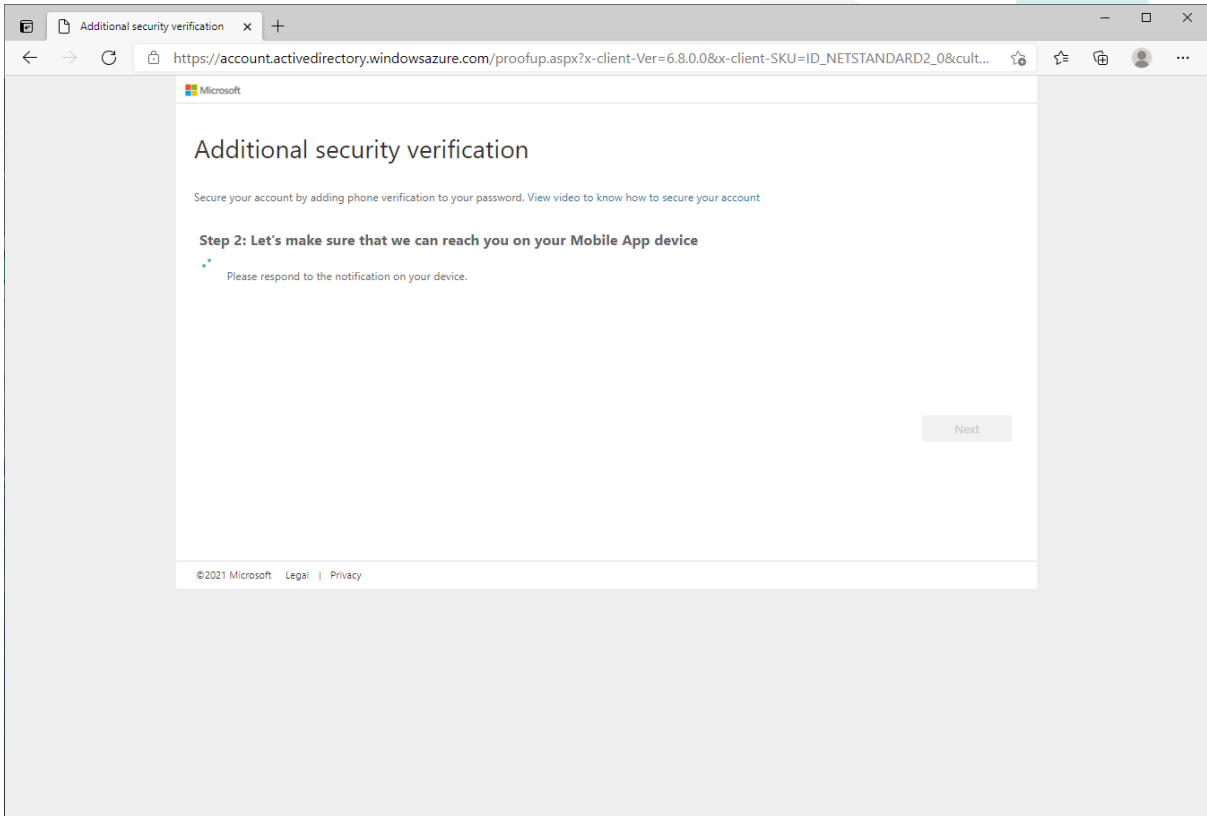 Additional security verification
https://account.activedirectory.windowsazure.com/proofup.aspx?x-client-Ver=6.8.0.0&x-client-SKU=ID_NETSTANDARD2_0&cult...
Microsoft
Additional security verification
Secure your account by adding phone verification to your password. View video to know how to secure your account
Step 2: Let's make sure that we can reach you on your Mobile App device
Please respond to the notification on your device.
Next
©2021 Microsoft Legal | Privacy